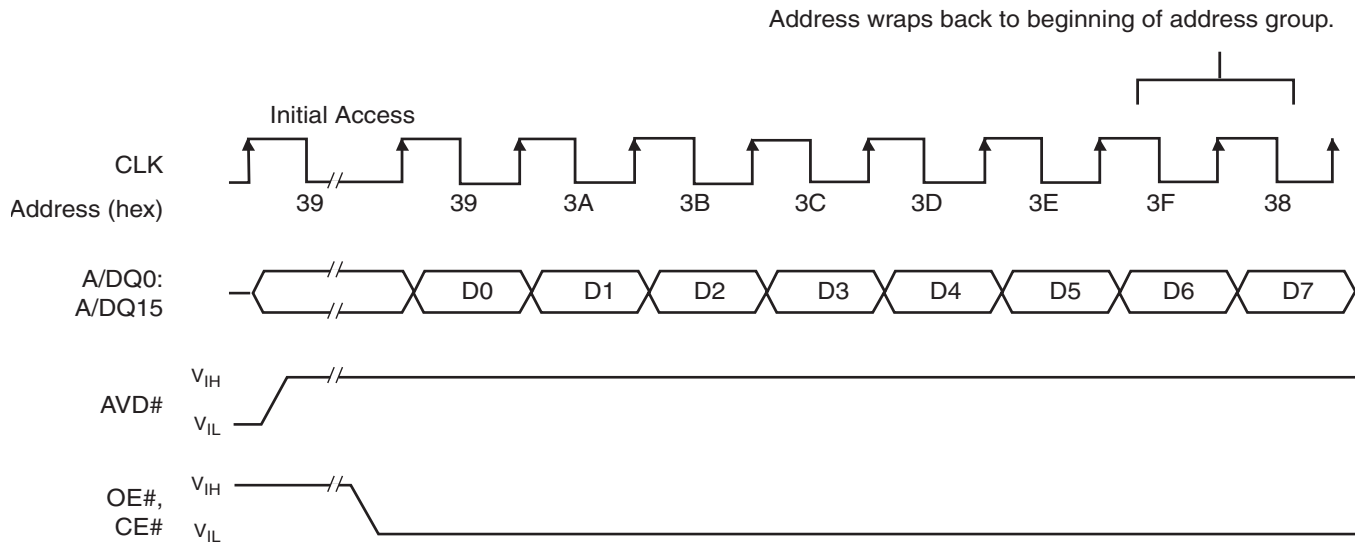 Address wraps back to beginning of address group.
Initial Access
CLK
Address (hex)
39 39 3A 3B 3C 3D 3E 3F 38
A/DQ0:
A/DQ15
D0 D1 D2 D3 D4 D5 D6 D7
AVD#
VIH
VIL
OE#,
CE#
VIH
VIL